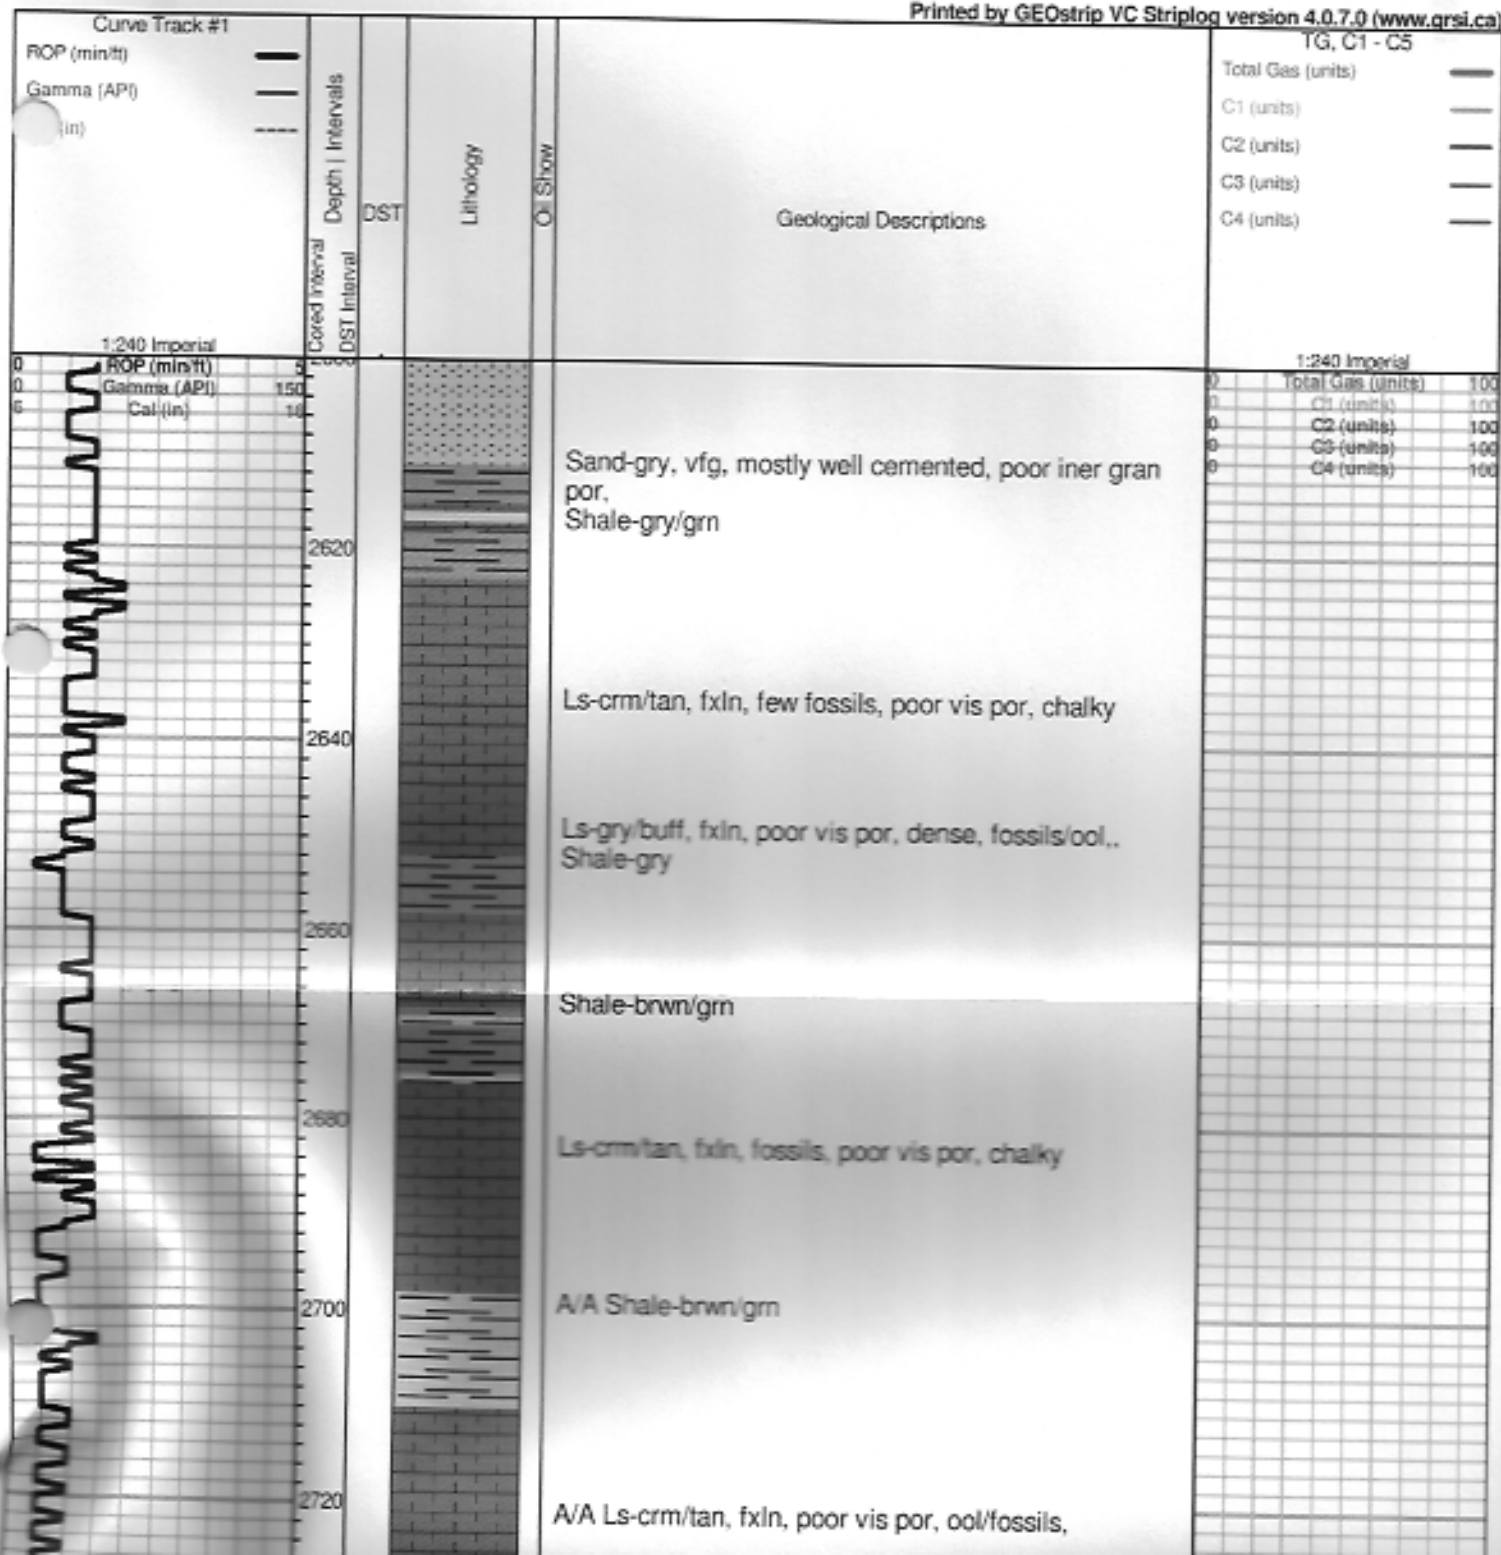 Printed by GEOstrip VC Striplog version 4.0.7.0 (www.grsi.ca)
Curve Track #1
ROP (min/ft)
Gamma (API)
(in)
1:240 Imperial
Cored Interval
Depth | Intervals
DST Interval
DST
Lithology
Oil Show
Geological Descriptions
TG, C1 - C5
Total Gas (units)
C1 (units)
C2 (units)
C3 (units)
C4 (units)
1:240 Imperial
0 ROP (min/ft) 5
0 Gamma (API) 150
6 Cal (in) 16
0 Total Gas (units) 100
0 C1 (units) 100
0 C2 (units) 100
0 C3 (units) 100
0 C4 (units) 100
Sand-gry, vfg, mostly well cemented, poor iner gran
por,
Shale-gry/grn
2620
Ls-crm/tan, fxln, few fossils, poor vis por, chalky
2640
Ls-gry/buff, fxln, poor vis por, dense, fossils/ool,,
Shale-gry
2660
Shale-brwn/grn
2680
Ls-crm/tan, fxln, fossils, poor vis por, chalky
2700
A/A Shale-brwn/grn
2720
A/A Ls-crm/tan, fxln, poor vis por, ool/fossils,